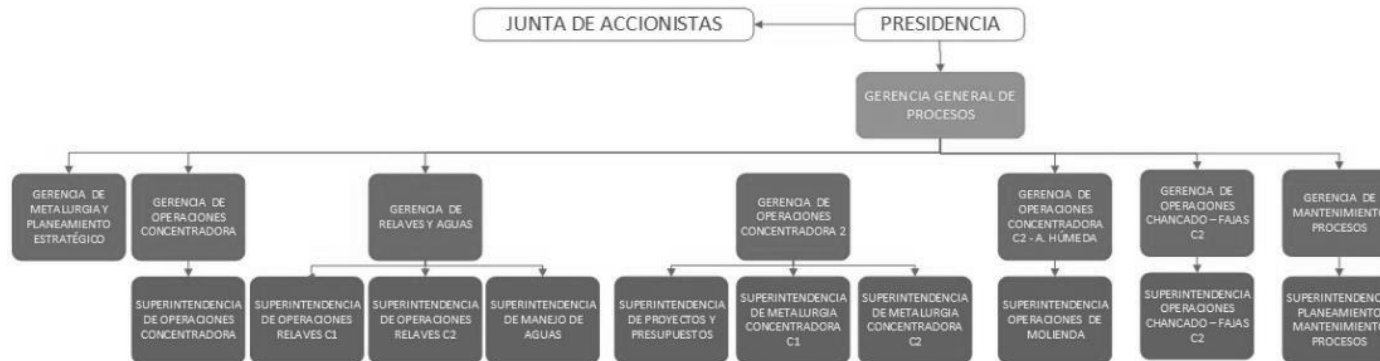 JUNTA DE ACCIONISTAS
PRESIDENCIA
GERENCIA GENERAL DE
PROCESOS
GERENCIA DE
METALURGIA Y
PLANEAMIENTO
ESTRATÉGICO
GERENCIA DE
OPERACIONES
CONCENTRADORA
GERENCIA DE
RELAVES Y AGUAS
GERENCIA DE
OPERACIONES
CONCENTRADORA 2
GERENCIA DE
OPERACIONES
CONCENTRADORA
C2 - A. HÚMEDA
GERENCIA DE
OPERACIONES
CHANCADO – FAJAS
C2
GERENCIA DE
MANTENIMIENTO
PROCESOS
SUPERINTENDENCIA
DE OPERACIONES
CONCENTRADORA
SUPERINTENDENCIA
DE OPERACIONES
RELAVES C1
SUPERINTENDENCIA
DE OPERACIONES
RELAVES C2
SUPERINTENDENCIA
DE MANEJO DE
AGUAS
SUPERINTENDENCIA
DE PROYECTOS Y
PRESUPUESTOS
SUPERINTENDENCIA
DE METALURGIA
CONCENTRADORA
C1
SUPERINTENDENCIA
DE METALURGIA
CONCENTRADORA
C2
SUPERINTENDENCIA
OPERACIONES DE
MOLIENDA
SUPERINTENDENCIA
OPERACIONES
CHANCADO – FAJAS
C2
SUPERINTENDENCIA
PLANEAMIENTO
MANTENIMIENTO
PROCESOS